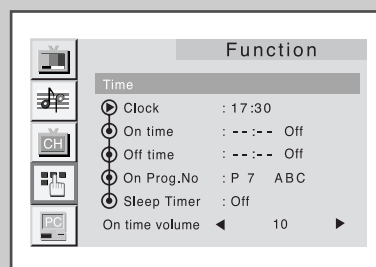 Function
Time
Clock : 17:30
On time : --:-- Off
Off time : --:-- Off
On Prog.No : P 7 ABC
Sleep Timer : Off
On time volume ◀ 10 ▶
CH
PC